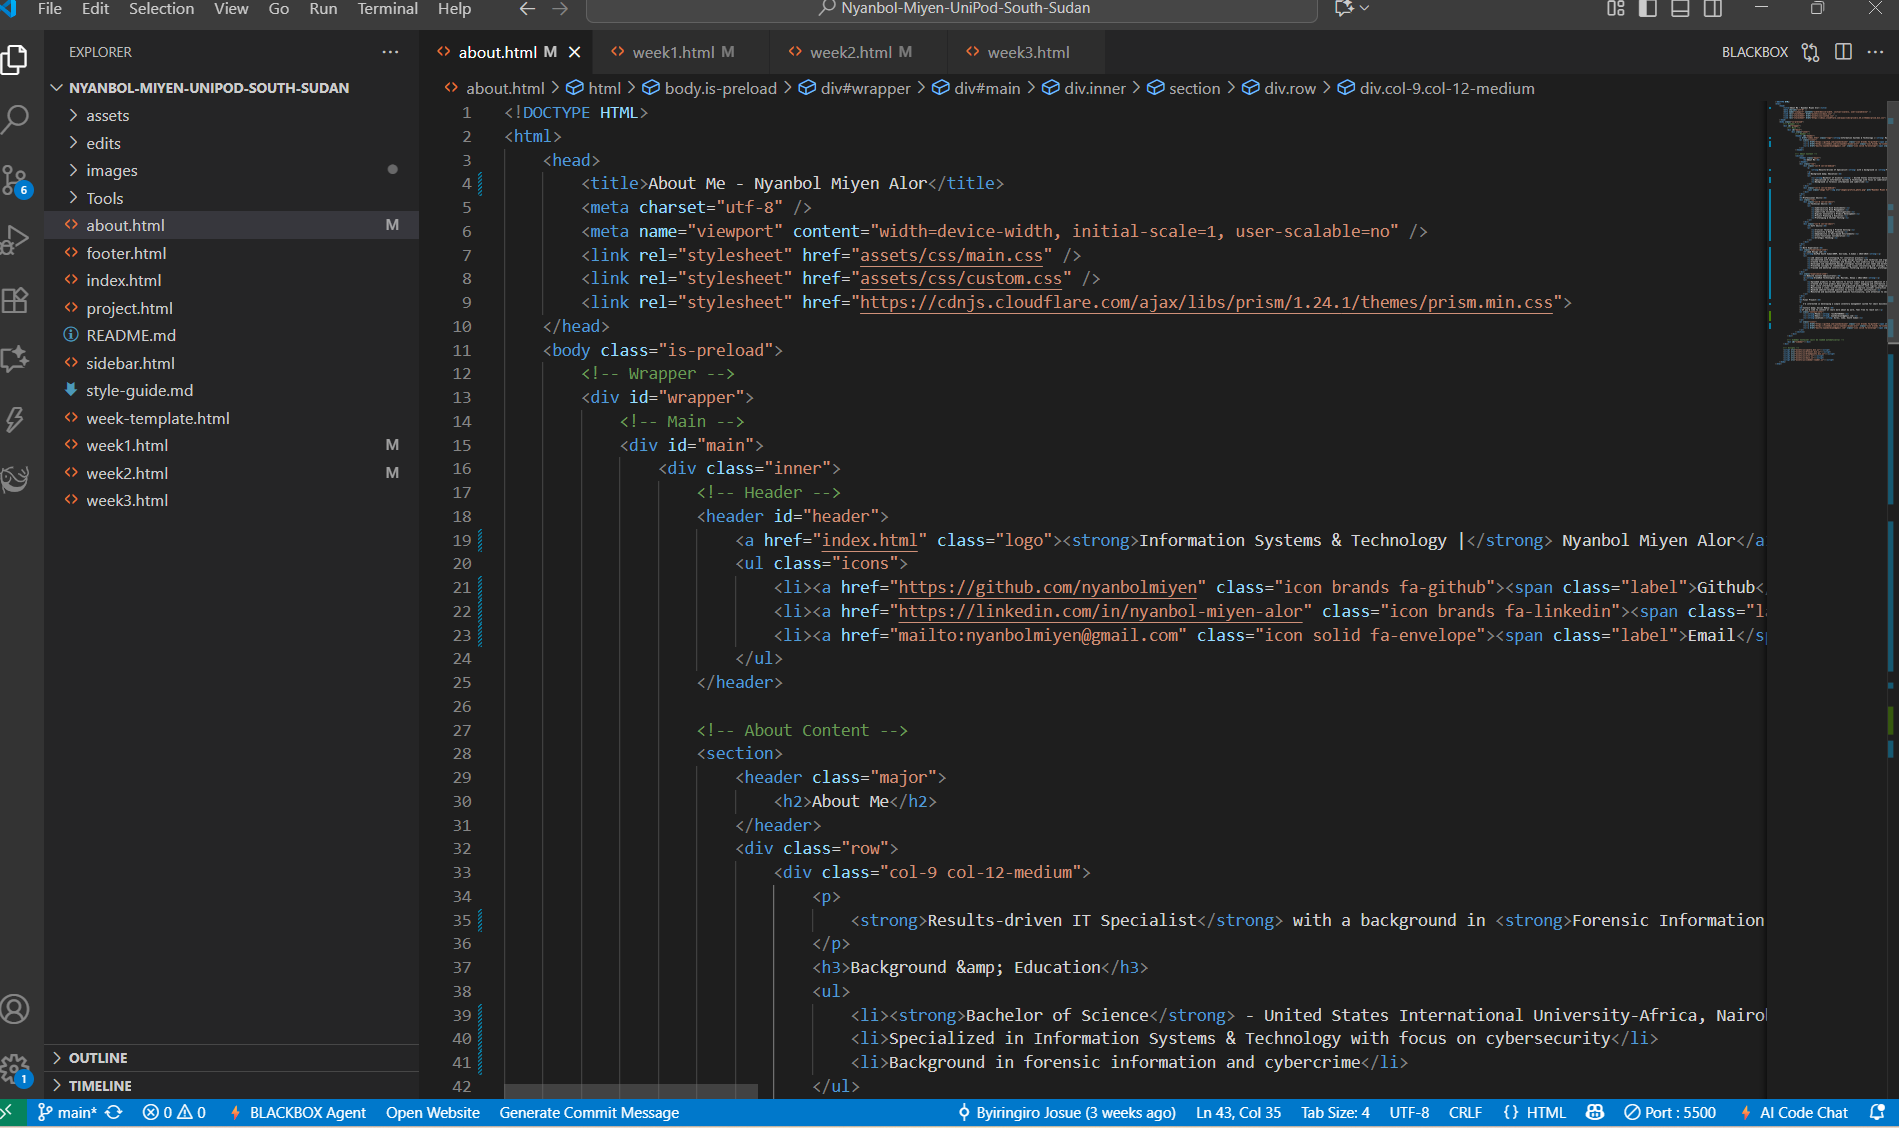 File Edit Selection View Go Run Terminal Help Nyanbol-Miyen-UniPod-South-Sudan
EXPLORER
NYANBOL-MIYEN-UNIPOD-SOUTH-SUDAN
assets
edits
images
Tools
about.html M
footer.html
index.html
project.html
README.md
sidebar.html
style-guide.md
week-template.html
week1.html M
week2.html M
week3.html
OUTLINE
TIMELINE
6
1
about.html M week1.html M week2.html M week3.html BLACKBOX
about.html > html > body.is-preload > div#wrapper > div#main > div.inner > section > div.row > div.col-9.col-12-medium
1 <!DOCTYPE HTML>
2 <html>
3 <head>
4 <title>About Me - Nyanbol Miyen Alor</title>
5 <meta charset="utf-8" />
6 <meta name="viewport" content="width=device-width, initial-scale=1, user-scalable=no" />
7 <link rel="stylesheet" href="assets/css/main.css" />
8 <link rel="stylesheet" href="assets/css/custom.css" />
9 <link rel="stylesheet" href="https://cdnjs.cloudflare.com/ajax/libs/prism/1.24.1/themes/prism.min.css">
10 </head>
11 <body class="is-preload">
12 <!-- Wrapper -->
13 <div id="wrapper">
14 <!-- Main -->
15 <div id="main">
16 <div class="inner">
17 <!-- Header -->
18 <header id="header">
19 <a href="index.html" class="logo"><strong>Information Systems & Technology |</strong> Nyanbol Miyen Alor</a
20 <ul class="icons">
21 <li><a href="https://github.com/nyanbolmiyen" class="icon brands fa-github"><span class="label">Github</
22 <li><a href="https://linkedin.com/in/nyanbol-miyen-alor" class="icon brands fa-linkedin"><span class="l
23 <li><a href="mailto:nyanbolmiyen@gmail.com" class="icon solid fa-envelope"><span class="label">Email</sp
24 </ul>
25 </header>
26
27 <!-- About Content -->
28 <section>
29 <header class="major">
30 <h2>About Me</h2>
31 </header>
32 <div class="row">
33 <div class="col-9 col-12-medium">
34 <p>
35 <strong>Results-driven IT Specialist</strong> with a background in <strong>Forensic Information
36 </p>
37 <h3>Background &amp; Education</h3>
38 <ul>
39 <li><strong>Bachelor of Science</strong> - United States International University-Africa, Nairo
40 <li>Specialized in Information Systems & Technology with focus on cybersecurity</li>
41 <li>Background in forensic information and cybercrime</li>
42 </ul>
main* 0 0 BLACKBOX Agent Open Website Generate Commit Message Byiringiro Josue (3 weeks ago) Ln 43, Col 35 Tab Size: 4 UTF-8 CRLF {} HTML Port : 5500 AI Code Chat